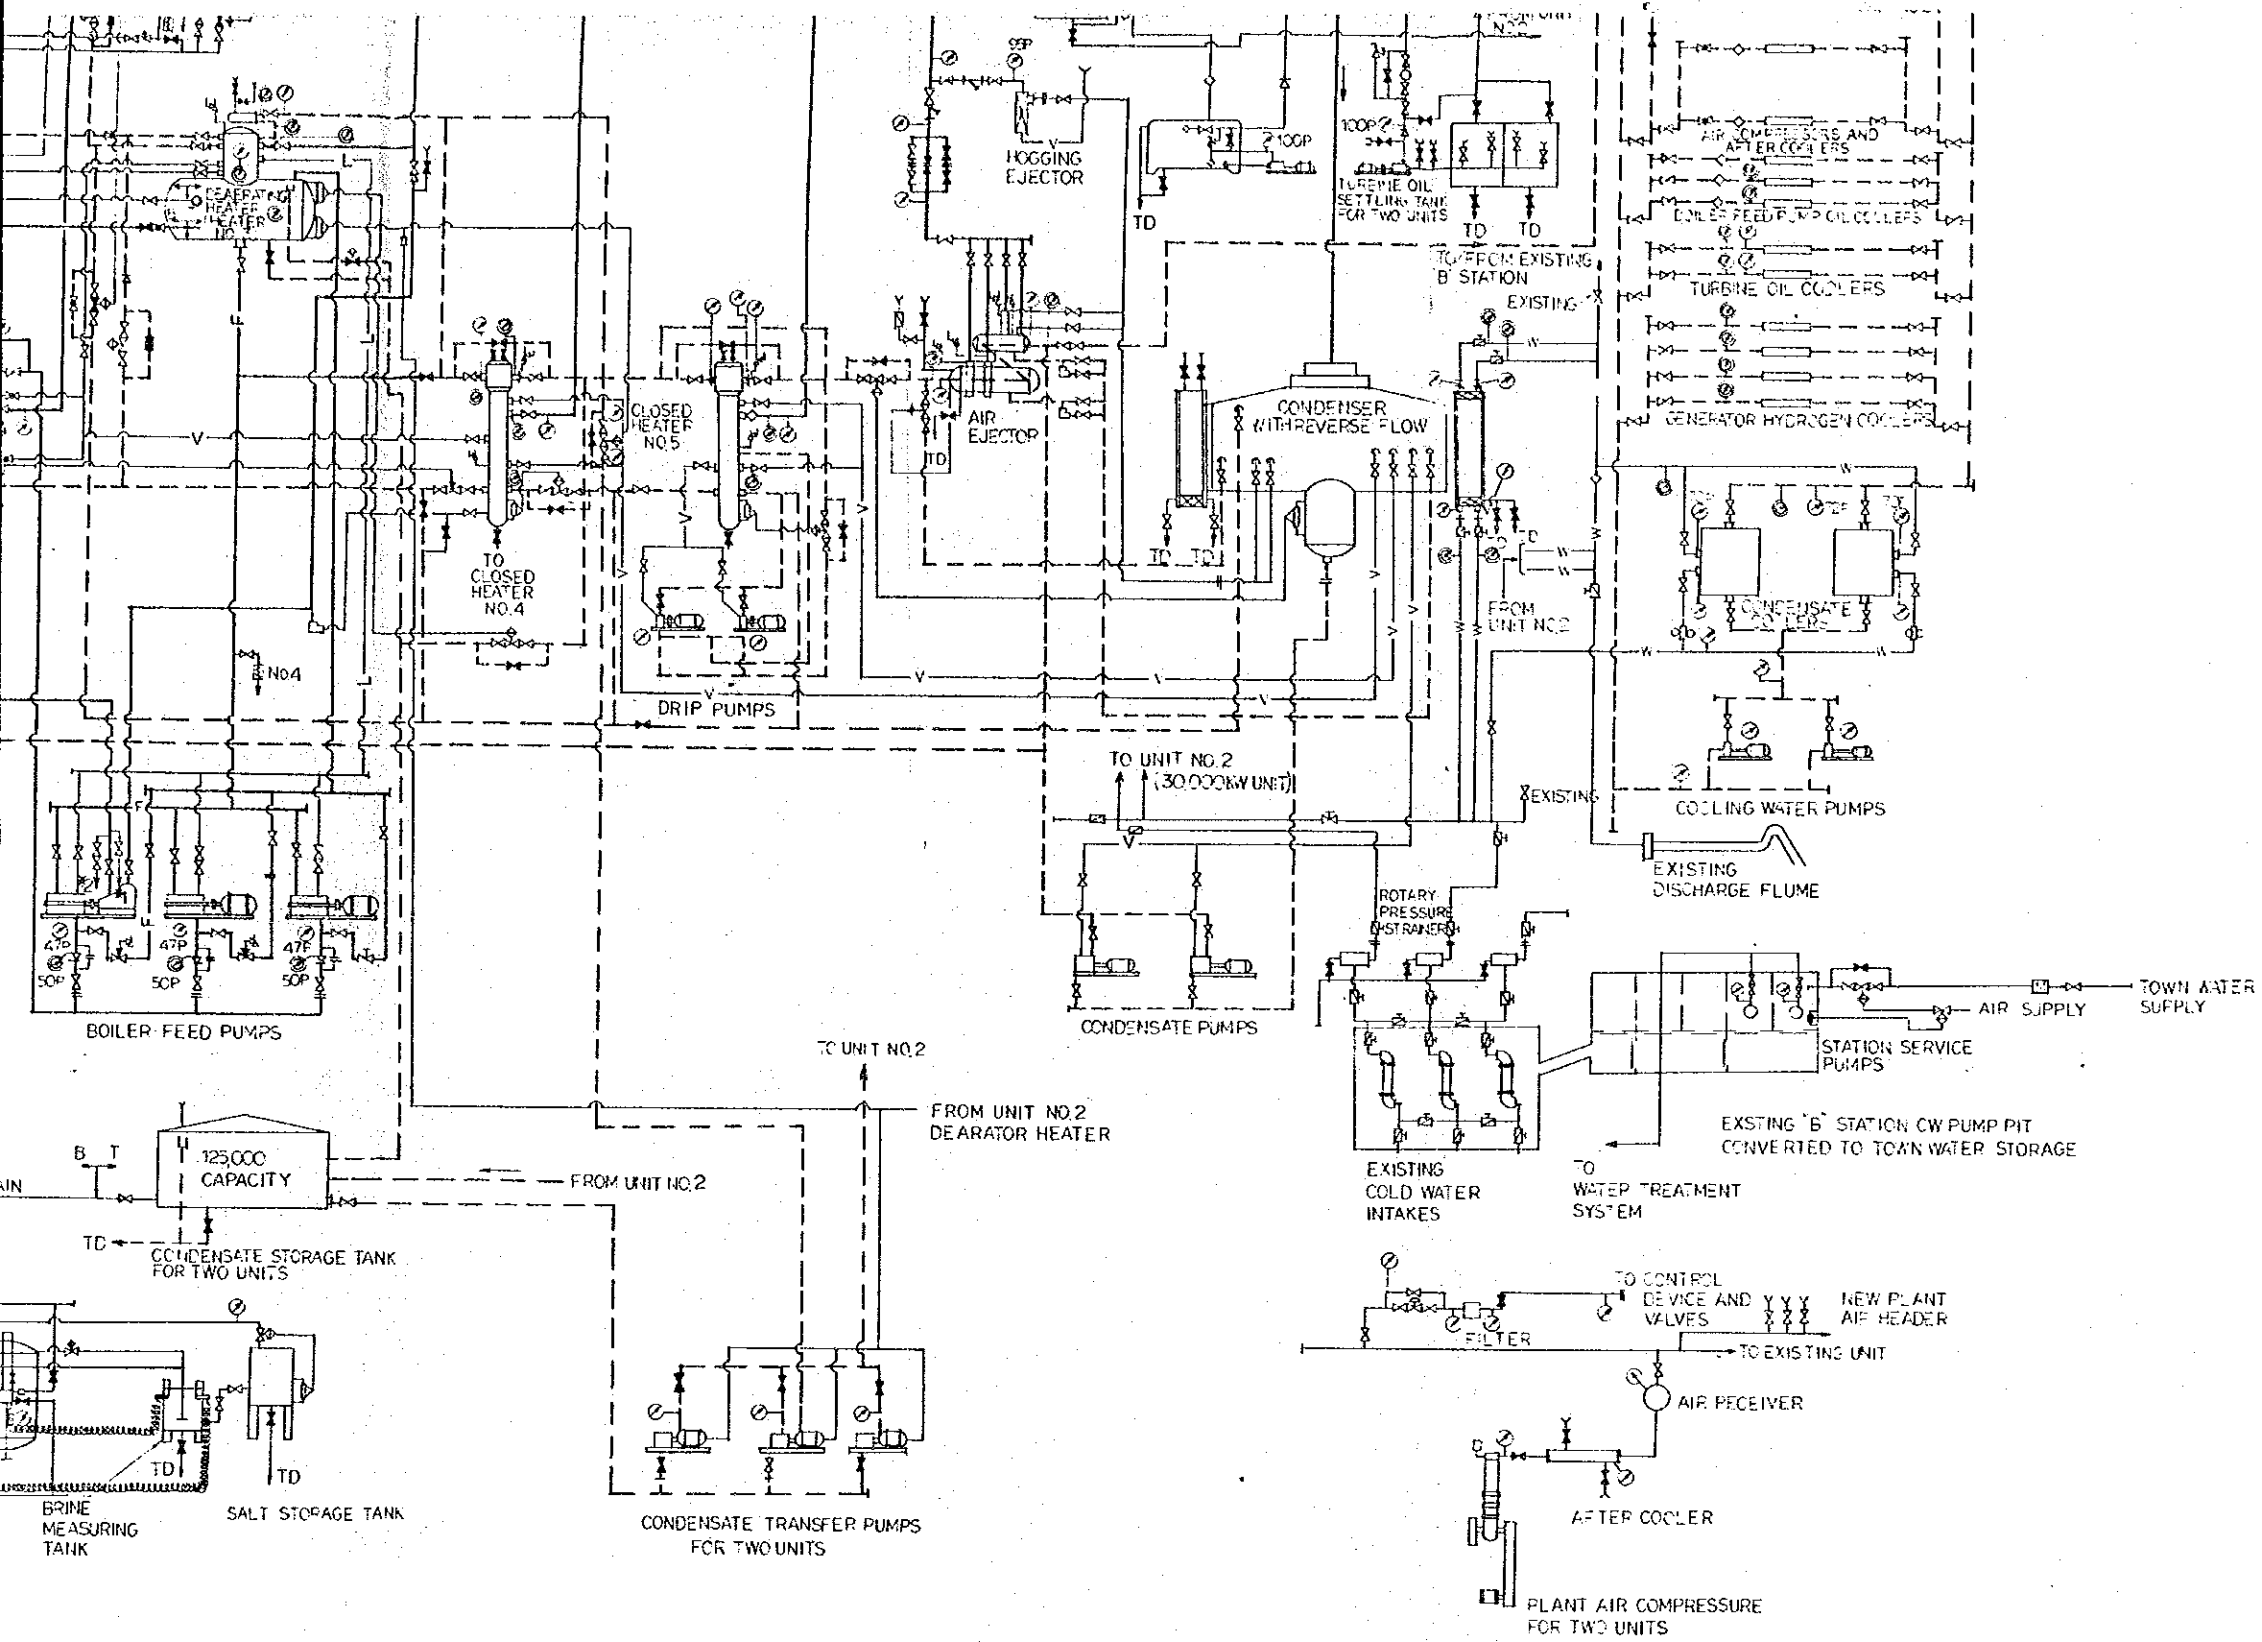 99P
HOGGING
EJECTOR
100P
TD
100P
TURBINE OIL
SETTLING TANK
FOR TWO UNITS
TD
TD
TO/FROM EXISTING
"B" STATION
EXISTING
AIR COMPRESSORS AND
AFTER COOLERS
BOILER FEED PUMP OIL COOLERS
TURBINE OIL COOLERS
GENERATOR HYDROGEN COOLERS
DEAERATING
HEATER
HEATER
NO.
CLOSED
HEATER
NO.5
AIR
EJECTOR
TD
CONDENSER
WITH REVERSE FLOW
TD
TD
TO
CLOSED
HEATER
NO.4
FROM
UNIT NO.2
CONDENSATE
COOLERS
No4
DRIP PUMPS
TO UNIT NO.2
(30,000KW UNIT)
EXISTING
COOLING WATER PUMPS
EXISTING
DISCHARGE FLUME
ROTARY
PRESSURE
STRAINER
47P
47P
47P
50P
50P
50P
BOILER FEED PUMPS
CONDENSATE PUMPS
TOWN WATER
SUPPLY
AIR SUPPLY
STATION SERVICE
PUMPS
TO UNIT NO.2
FROM UNIT NO.2
DEARATOR HEATER
EXSTING "B" STATION CW PUMP PIT
CONVERTED TO TOWN WATER STORAGE
B T
125,000
CAPACITY
FROM UNIT NO.2
AIN
EXISTING
COLD WATER
INTAKES
TO
WATER TREATMENT
SYSTEM
TD
CONDENSATE STORAGE TANK
FOR TWO UNITS
TO CONTROL
DEVICE AND
VALVES
NEW PLANT
AIR HEADER
FILTER
TO EXISTING UNIT
AIR RECEIVER
TD
TD
BRINE
MEASURING
TANK
SALT STORAGE TANK
CONDENSATE TRANSFER PUMPS
FOR TWO UNITS
AFTER COOLER
PLANT AIR COMPRESSURE
FOR TWO UNITS